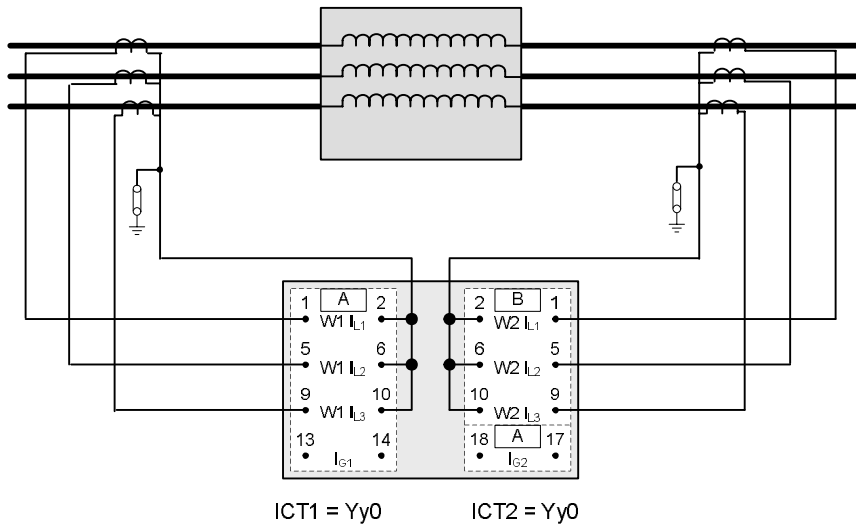 1 A 2 2 B 1
W1 IL1 W2 IL1
5 6 6 5
W1 IL2 W2 IL2
9 10 10 9
W1 IL3 W2 IL3
13 14 18 A 17
IG1 IG2
ICT1 = Yy0 ICT2 = Yy0